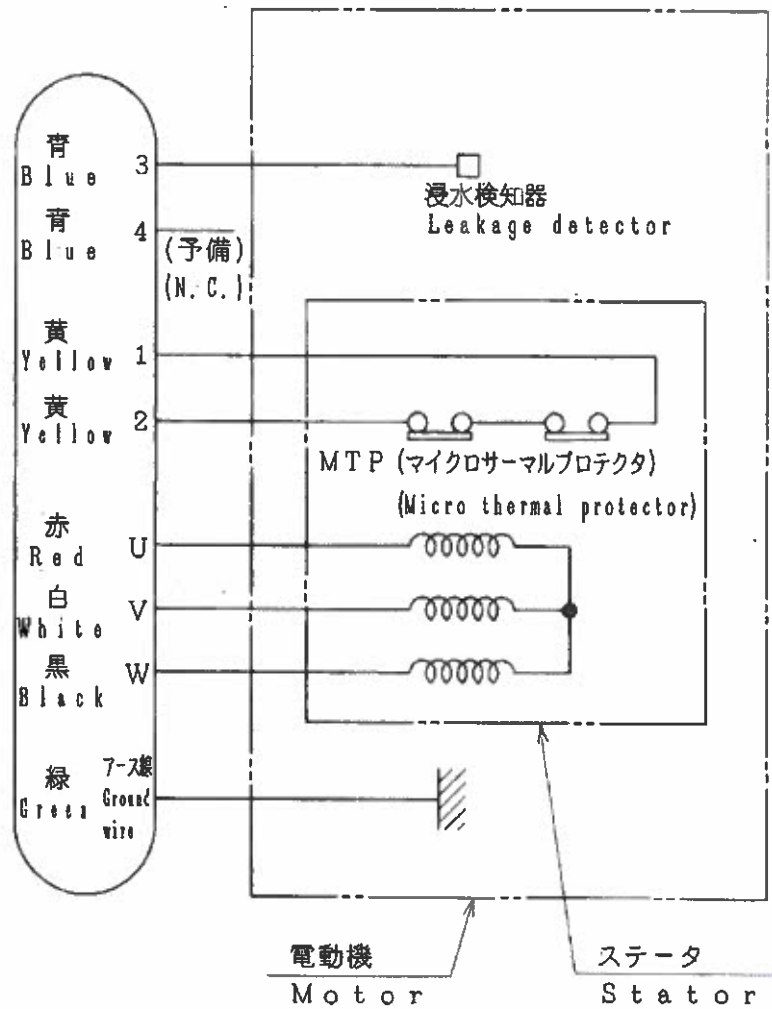 青
Blue 3
浸水検知器
Leakage detector
青
Blue 4
(予備)
(N.C.)
黄
Yellow 1
黄
Yellow 2
MTP (マイクロサーマルプロテクタ)
(Micro thermal protector)
赤
Red U
白
White V
黒
Black W
緑
Green
アース線
Ground
wire
電動機
Motor
ステータ
Stator